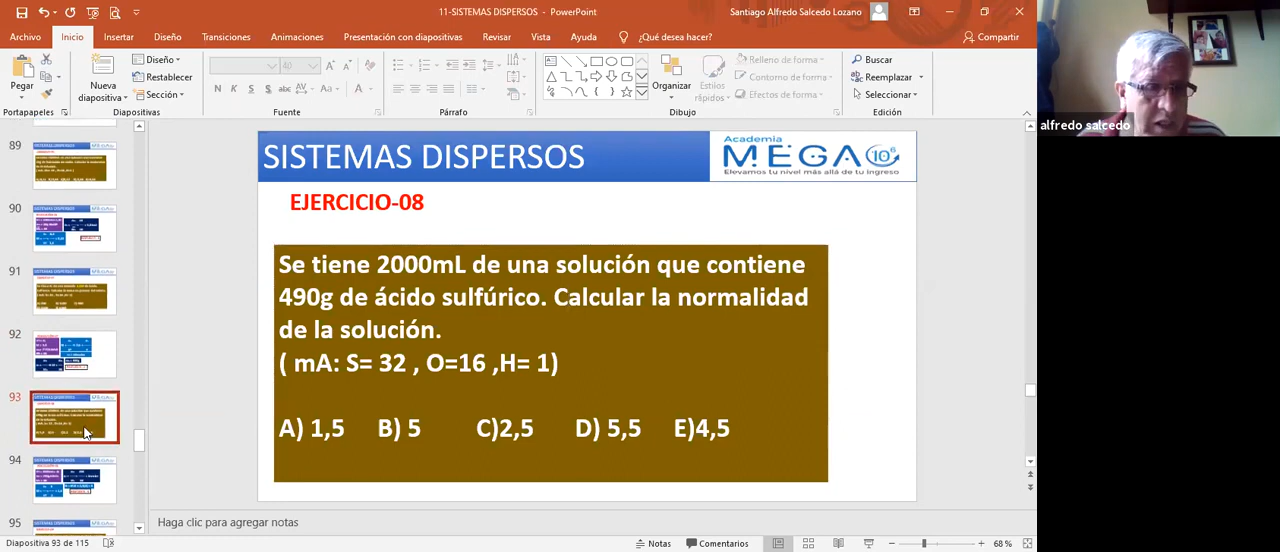 11-SISTEMAS DISPERSOS - PowerPoint
Santiago Alfredo Salcedo Lozano
Archivo Inicio Insertar Diseño Transiciones Animaciones Presentación con diapositivas Revisar Vista Ayuda ¿Qué desea hacer? Compartir
Pegar
Nueva
diapositiva
Diseño
Restablecer
Sección
40
N K S abc AV Aa A
Organizar
Estilos
rápidos
Relleno de forma
Contorno de forma
Efectos de forma
Buscar
Reemplazar
Seleccionar
Portapapeles Diapositivas Fuente Párrafo Dibujo Edición
alfredo salcedo
89
90
91
92
93
94
95
SISTEMAS DISPERSOS
Academia
MEGA 10⁶
Elevamos tu nivel más allá de tu ingreso
EJERCICIO-08
Se tiene 2000mL de una solución que contiene
490g de ácido sulfúrico. Calcular la normalidad
de la solución.
( mA: S= 32 , O=16 ,H= 1)
A) 1,5 B) 5 C)2,5 D) 5,5 E)4,5
Haga clic para agregar notas
Diapositiva 93 de 115
Notas Comentarios 68 %